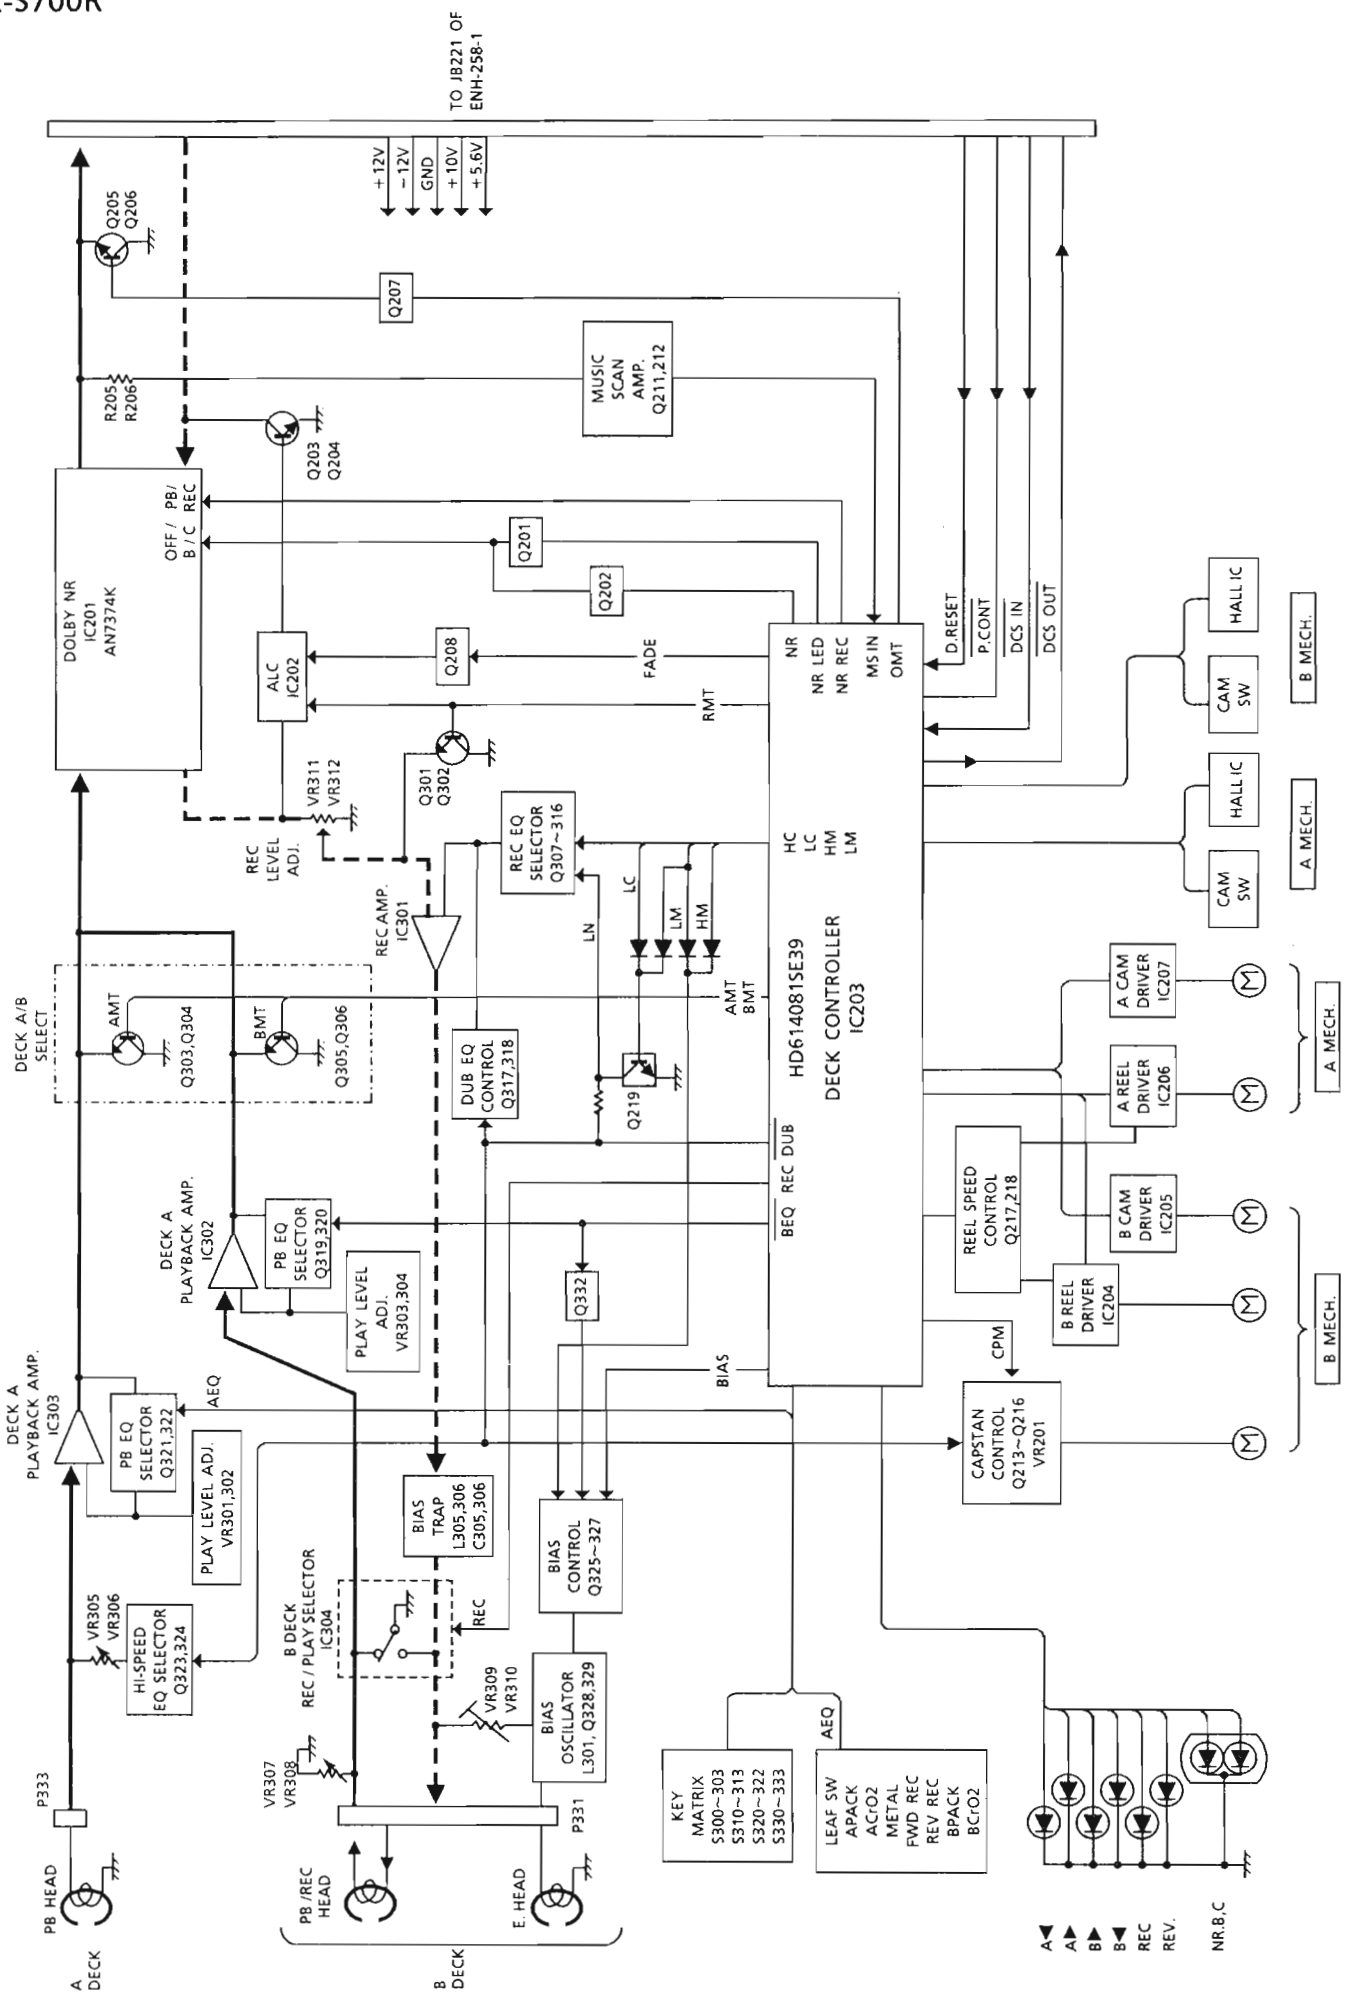 -S700R
A
DECK
PB HEAD
P333
HI-SPEED
EQ SELECTOR
Q323,324
VR305
VR306
PLAY LEVEL ADJ.
VR301,302
PB EQ
SELECTOR
Q321,322
DECK A
PLAYBACK AMP.
IC303
AEQ
DECK A
PLAYBACK AMP.
IC302
PB EQ
SELECTOR
Q319,320
PLAY LEVEL
ADJ.
VR303,304
DECK A/B
SELECT
AMT
Q303,Q304
BMT
Q305,Q306
DOLBY NR
IC201
AN7374K
OFF /
B / C
PB/
REC
R205
R206
Q205
Q206
Q207
Q203
Q204
MUSIC
SCAN
AMP.
Q211,212
+12V
−12V
GND
+10V
+5.6V
TO JB221 OF
ENH-258-1
ALC
IC202
Q208
FADE
RMT
Q202
Q201
REC
LEVEL
ADJ.
VR311
VR312
Q301
Q302
REC AMP.
IC301
REC EQ
SELECTOR
Q307~316
LN
LC
LM
HM
DUB EQ
CONTROL
Q317,318
Q219
Q332
AMT
BMT
B
DECK
PB/REC
HEAD
E. HEAD
P331
VR307
VR308
B DECK
REC / PLAY SELECTOR
IC304
REC
VR309
VR310
BIAS
TRAP
L305,306
C305,306
BIAS
OSCILLATOR
L301, Q328,329
BIAS
CONTROL
Q325~327
BIAS
BEQ
REC
DUB
HC
LC
HM
LM
NR
NR LED
NR REC
MS IN
OMT
HD614081SE39
DECK CONTROLLER
IC203
D.RESET
P.CONT
DCS IN
DCS OUT
KEY
MATRIX
S300~303
S310~313
S320~322
S330~333
AEQ
LEAF SW
APACK
ACrO2
METAL
FWD REC
REV REC
BPACK
BCrO2
CPM
CAPSTAN
CONTROL
Q213~Q216
VR201
REEL SPEED
CONTROL
Q217,218
B REEL
DRIVER
IC204
B CAM
DRIVER
IC205
A REEL
DRIVER
IC206
A CAM
DRIVER
IC207
M
M
M
M
M
B MECH.
A MECH.
CAM
SW
HALL IC
A MECH.
CAM
SW
HALL IC
B MECH.
A◀
A▶
B▶
B◀
REC
REV.
NR.B,C